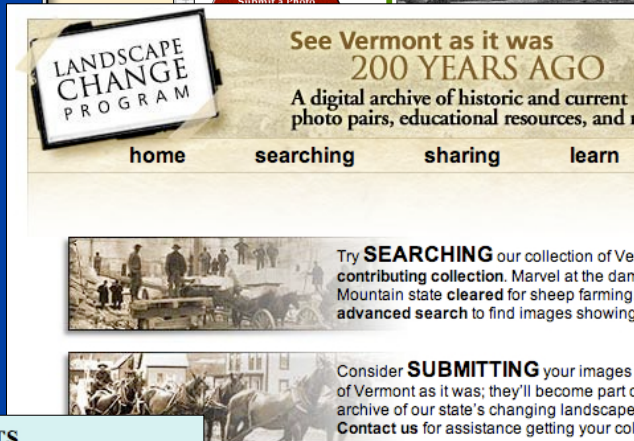 Submit a Photo
LANDSCAPE
CHANGE
PROGRAM
See Vermont as it was
200 YEARS AGO
A digital archive of historic and current
photo pairs, educational resources, and
home searching sharing learn
Try SEARCHING our collection of Ve
contributing collection. Marvel at the dam
Mountain state cleared for sheep farming
advanced search to find images showing
Consider SUBMITTING your images
of Vermont as it was; they'll become part
archive of our state's changing landscape
Contact us for assistance getting your col